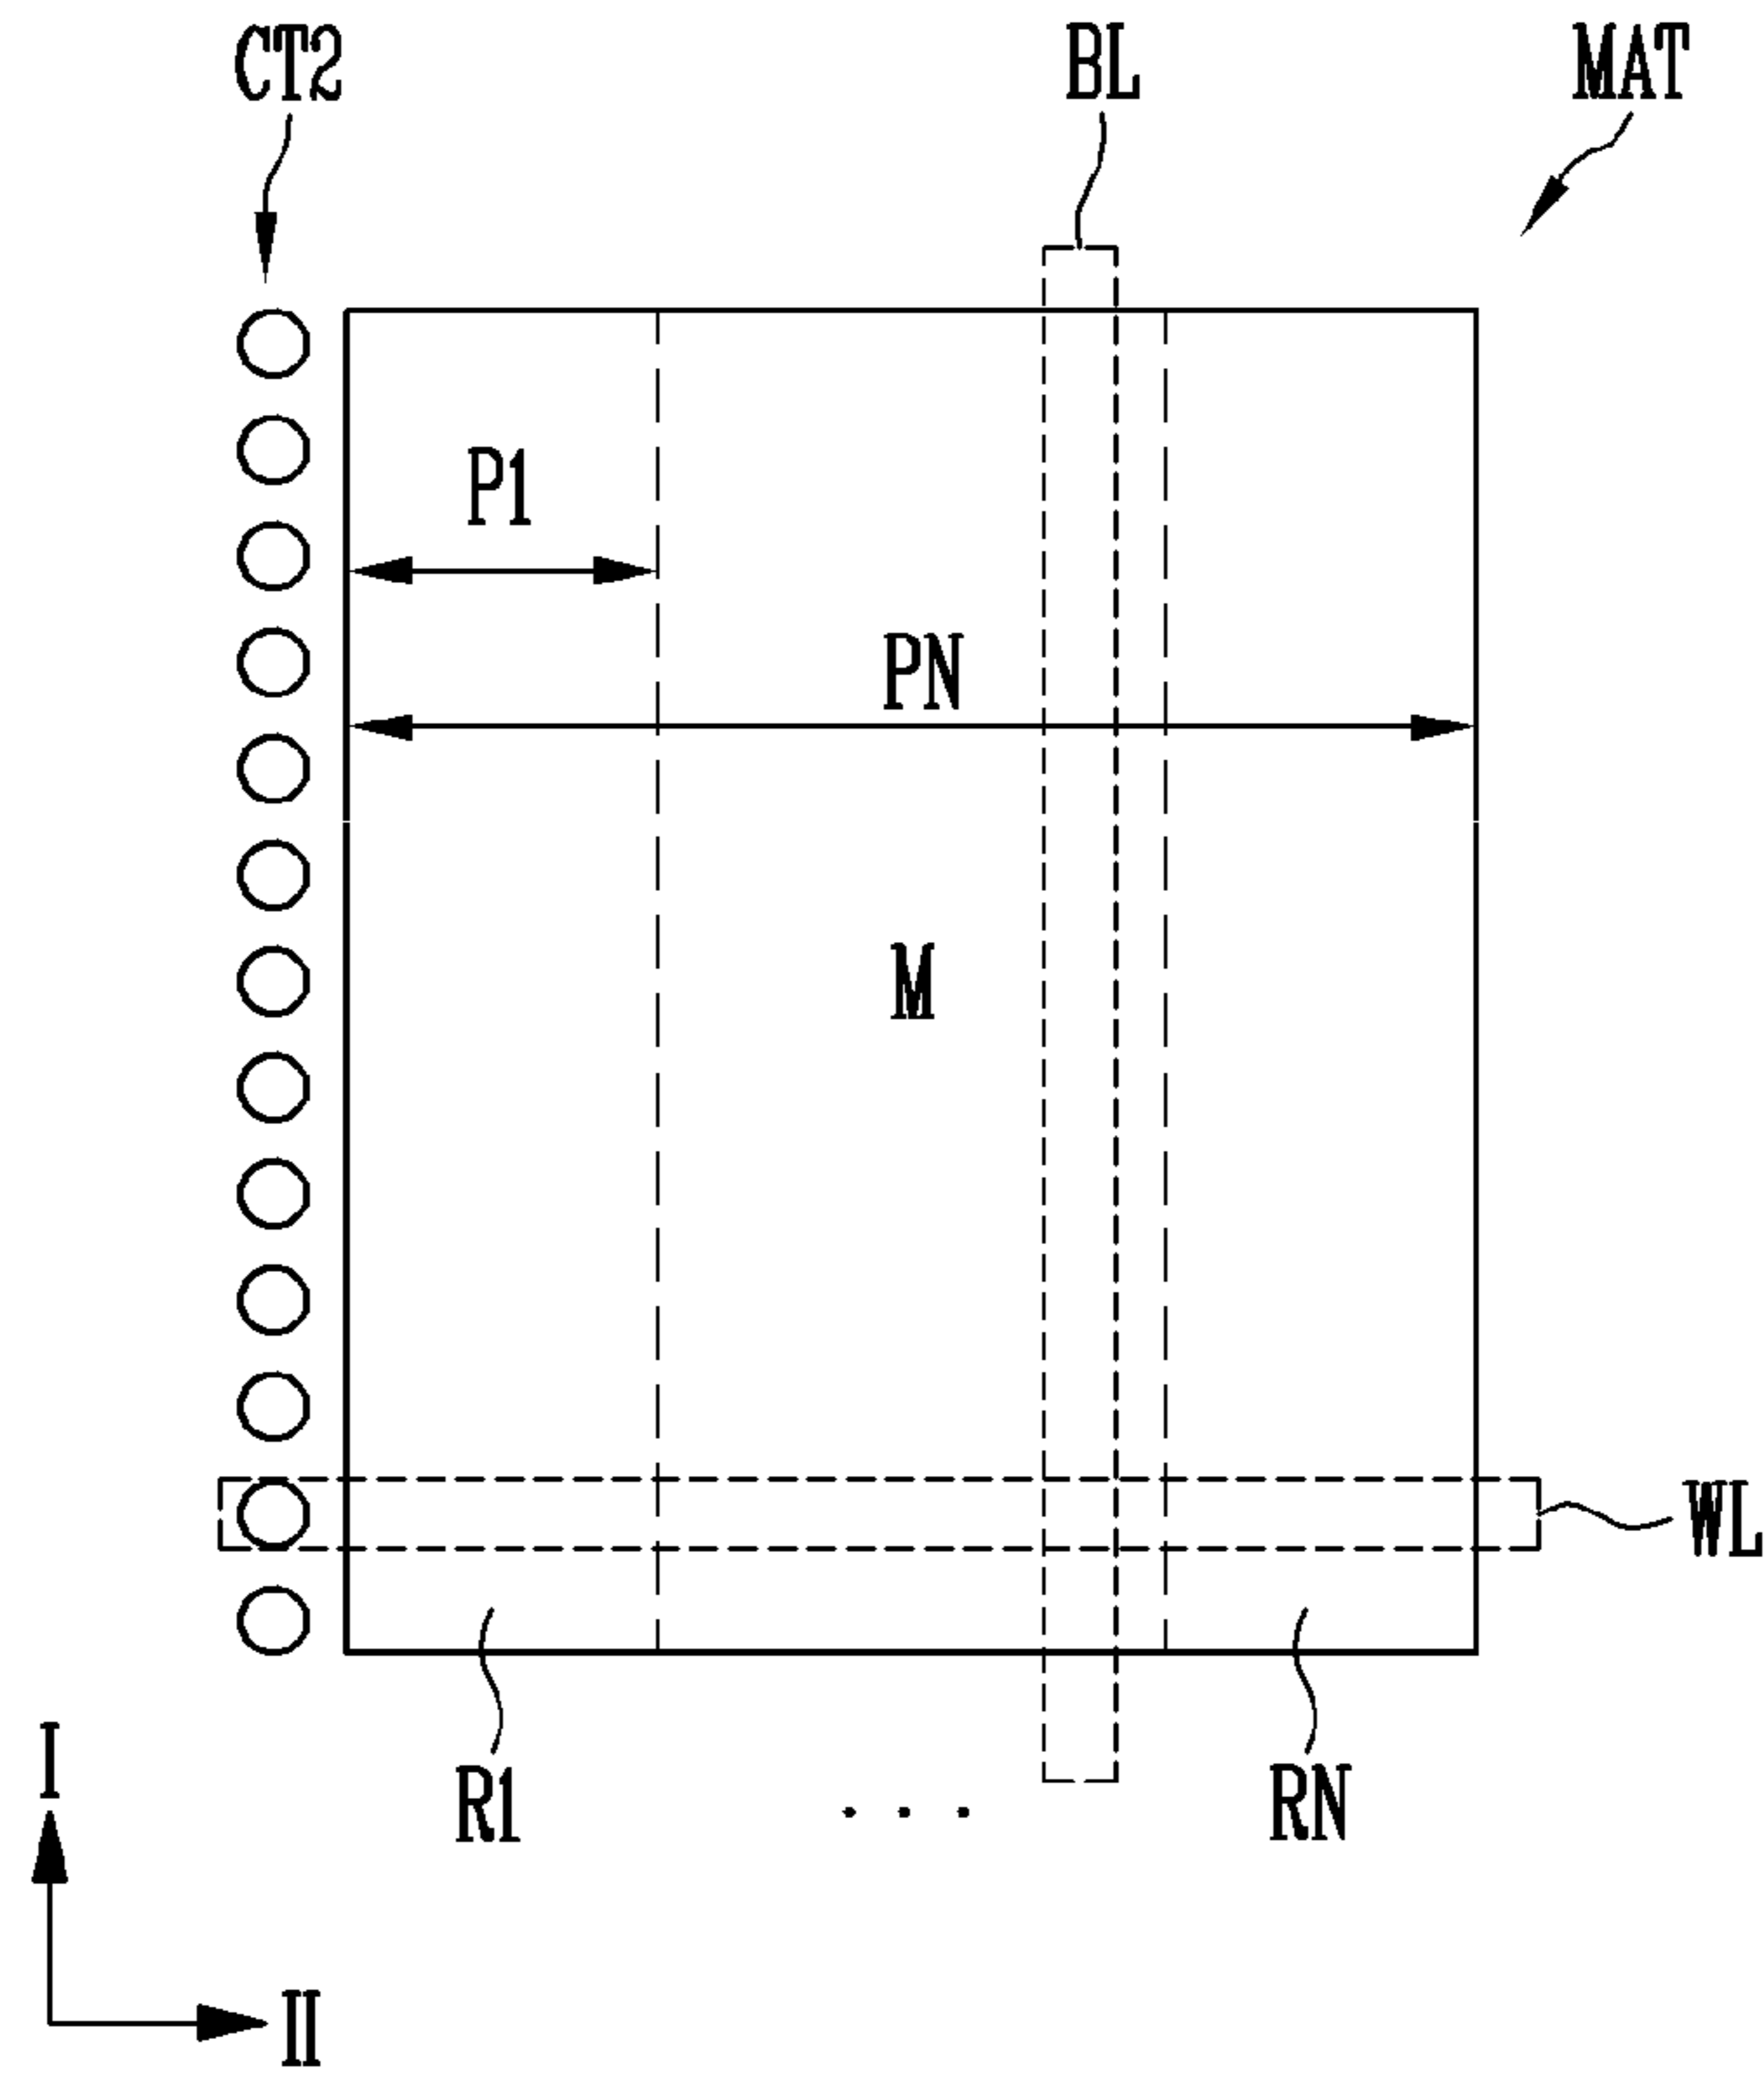 CT2 BL MAT
P1
PN
M
WL
I
R1 ... RN
II